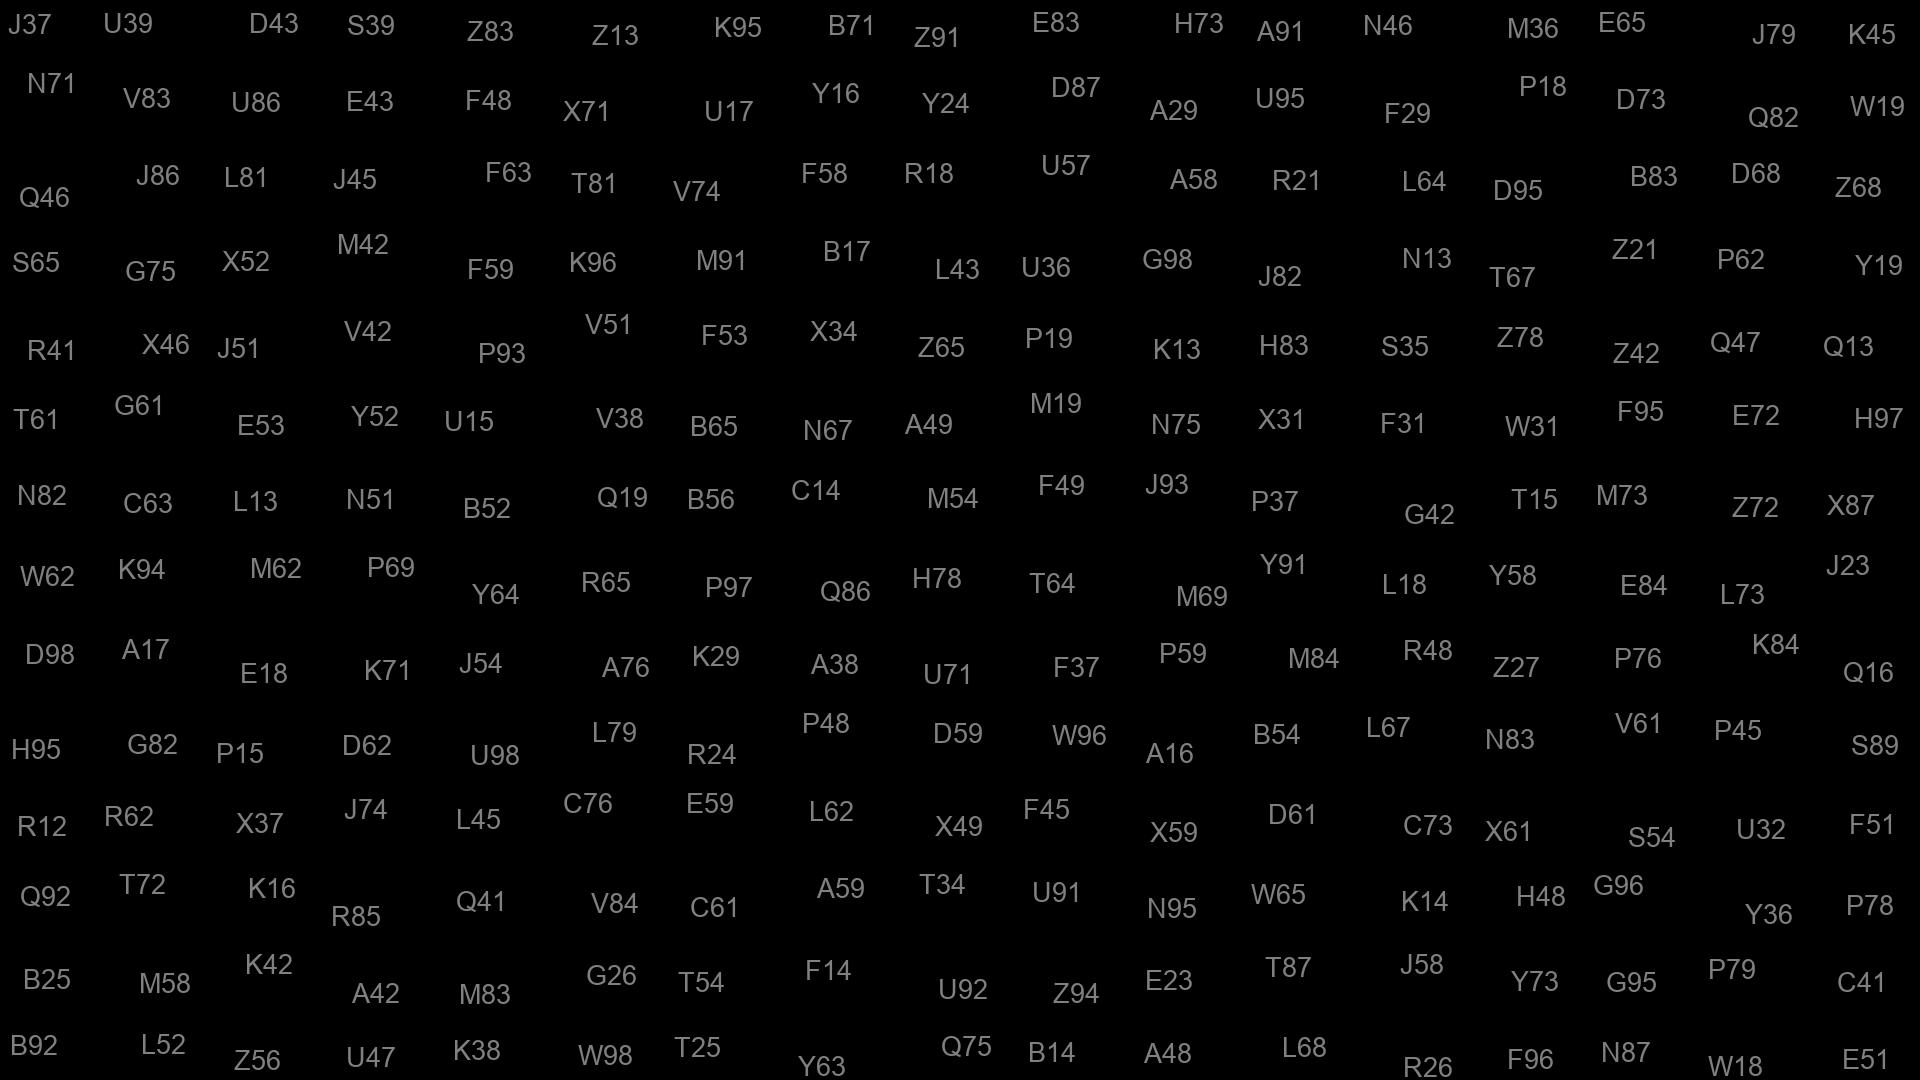 J37 U39 D43 S39 Z83 Z13 K95 B71 Z91 E83 H73 A91 N46 M36 E65 J79 K45
N71 V83 U86 E43 F48 X71 U17 Y16 Y24 D87 A29 U95 F29 P18 D73 Q82 W19
Q46 J86 L81 J45 F63 T81 V74 F58 R18 U57 A58 R21 L64 D95 B83 D68 Z68
S65 G75 X52 M42 F59 K96 M91 B17 L43 U36 G98 J82 N13 T67 Z21 P62 Y19
R41 X46 J51 V42 P93 V51 F53 X34 Z65 P19 K13 H83 S35 Z78 Z42 Q47 Q13
T61 G61 E53 Y52 U15 V38 B65 N67 A49 M19 N75 X31 F31 W31 F95 E72 H97
N82 C63 L13 N51 B52 Q19 B56 C14 M54 F49 J93 P37 G42 T15 M73 Z72 X87
W62 K94 M62 P69 Y64 R65 P97 Q86 H78 T64 M69 Y91 L18 Y58 E84 L73 J23
D98 A17 E18 K71 J54 A76 K29 A38 U71 F37 P59 M84 R48 Z27 P76 K84 Q16
H95 G82 P15 D62 U98 L79 R24 P48 D59 W96 A16 B54 L67 N83 V61 P45 S89
R12 R62 X37 J74 L45 C76 E59 L62 X49 F45 X59 D61 C73 X61 S54 U32 F51
Q92 T72 K16 R85 Q41 V84 C61 A59 T34 U91 N95 W65 K14 H48 G96 Y36 P78
B25 M58 K42 A42 M83 G26 T54 F14 U92 Z94 E23 T87 J58 Y73 G95 P79 C41
B92 L52 Z56 U47 K38 W98 T25 Y63 Q75 B14 A48 L68 R26 F96 N87 W18 E51